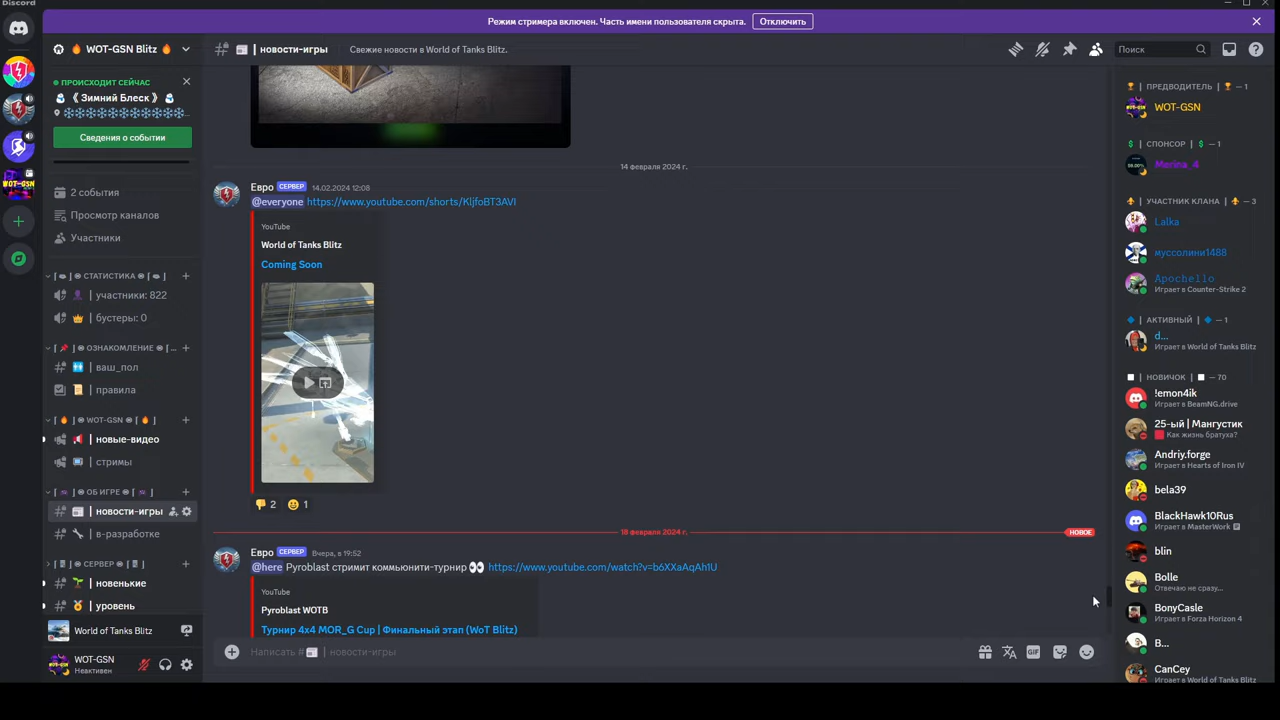 Discord
Режим стримера включен. Часть имени пользователя скрыта.
Отключить
WOT-GSN Blitz
| новости-игры
Свежие новости в World of Tanks Blitz.
Поиск
ПРОИСХОДИТ СЕЙЧАС
《 Зимний Блеск 》
Сведения о событии
2 события
Просмотр каналов
Участники
СТАТИСТИКА
| участники: 822
| бустеры: 0
ОЗНАКОМЛЕНИЕ
| ваш_пол
| правила
WOT-GSN
| новые-видео
| стримы
ОБ ИГРЕ
| новости-игры
| в-разработке
СЕРВЕР
| новенькие
| уровень
World of Tanks Blitz
WOT-GSN
Неактивен
14 февраля 2024 г.
Евро СЕРВЕР 14.02.2024 12:08
@everyone https://www.youtube.com/shorts/KljfoBT3AVI
YouTube
World of Tanks Blitz
Coming Soon
2 1
18 февраля 2024 г.
НОВОЕ
Евро СЕРВЕР Вчера, в 19:52
@here Pyroblast стримит коммьюнити-турнир 👀 https://www.youtube.com/watch?v=b6XXaAqAh1U
YouTube
Pyroblast WOTB
Турнир 4x4 MOR_G Cup | Финальный этап (WoT Blitz)
Написать # | новости-игры
GIF
| ПРЕДВОДИТЕЛЬ | — 1
WOT-GSN
| СПОНСОР | — 1
Merina_4
| УЧАСТНИК КЛАНА | — 3
Lalka
муссолини1488
Apochello
Играет в Counter-Strike 2
| АКТИВНЫЙ | — 1
d...
Играет в World of Tanks Blitz
| НОВИЧОК | — 70
!emon4ik
Играет в BeamNG.drive
25-ый | Мангустик
Как жизнь братуха?
Andriy.forge
Играет в Hearts of Iron IV
bela39
BlackHawk10Rus
Играет в MasterWork
blin
Bolle
Отвечаю не сразу...
BonyCasle
Играет в Forza Horizon 4
B...
CanCey
Играет в World of Tanks Blitz